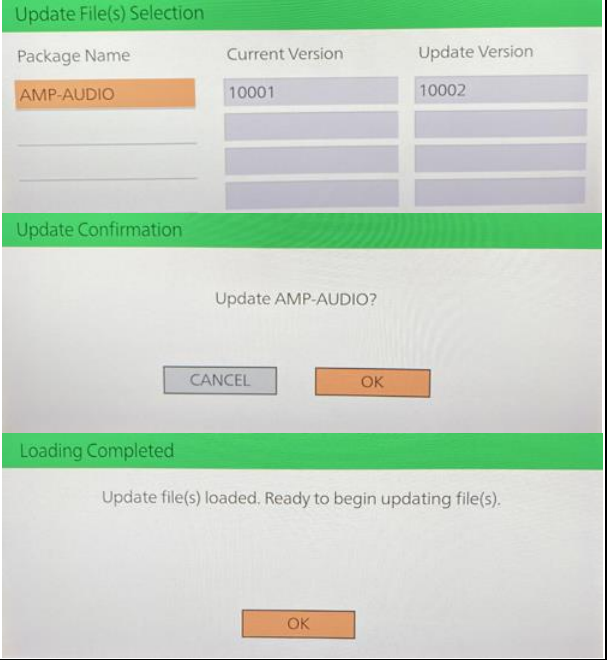 Update File(s) Selection
Package Name Current Version Update Version
AMP-AUDIO 10001 10002
Update Confirmation
Update AMP-AUDIO?
CANCEL OK
Loading Completed
Update file(s) loaded. Ready to begin updating file(s).
OK